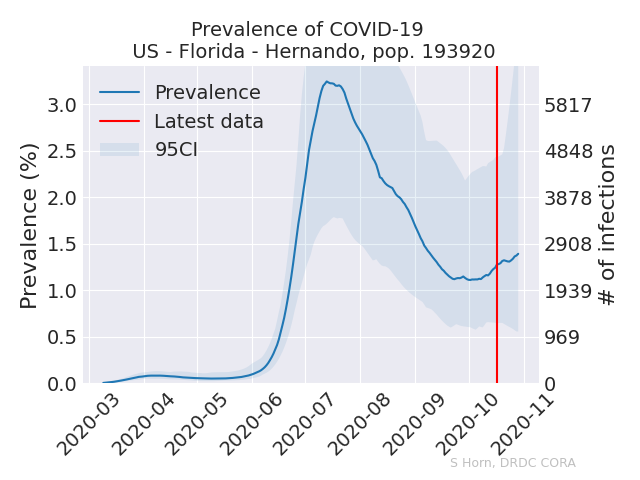 Prevalence of COVID-19
US - Florida - Hernando, pop. 193920
Prevalence
Latest data
95CI
Prevalence (%)
3.0
2.5
2.0
1.5
1.0
0.5
0.0
5817
4848
3878
2908
1939
969
0
# of infections
2020-03
2020-04
2020-05
2020-06
2020-07
2020-08
2020-09
2020-10
2020-11
S Horn, DRDC CORA